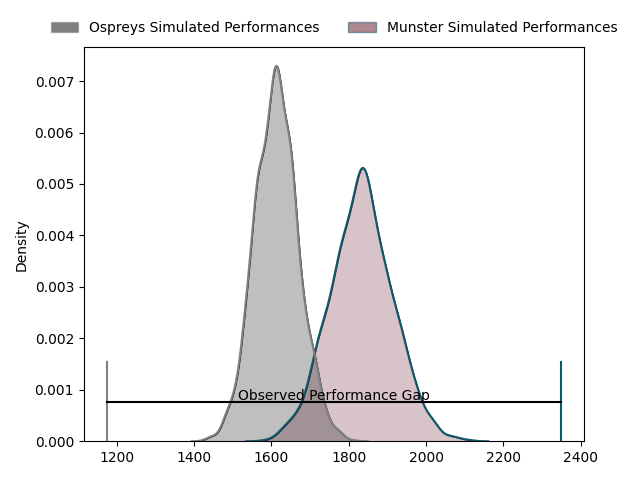 Ospreys Simulated Performances Munster Simulated Performances
0.007
0.006
0.005
0.004
0.003
0.002
0.001
0.000
Density
Observed Performance Gap
1200 1400 1600 1800 2000 2200 2400